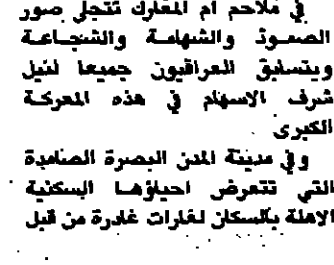 في ملاحم ام المعارك تتجلى صور
الصمود والشهامة والشجاعة
ويتسابق العراقيون جميعا لنيل
شرف الاسهام في هذه المعركة
الكبرى
وفي مدينة المدن البصرة الصامدة
التي تتعرض احياؤها السكنية
الاهلة بالسكان لغارات غادرة من قبل